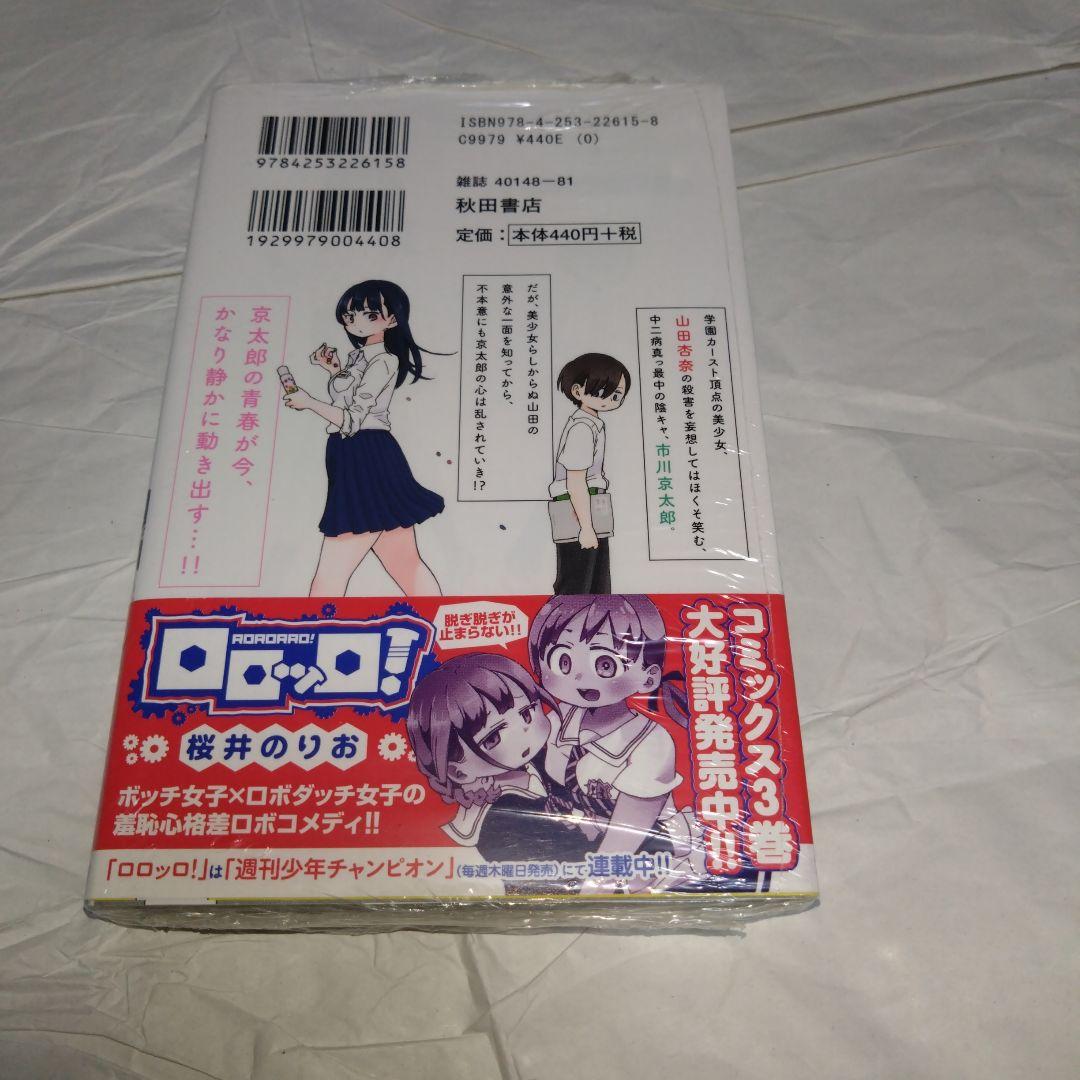 ISBN978-4-253-22615-8
C9979 ¥440E (0)
9784253226158
雑誌 40148-81
秋田書店
1929979004408
定価：本体440円+税
学園カースト頂点の美少女、
山田杏奈の殺害を妄想してはほくそ笑む、
中二病真っ最中の陰キャ、市川京太郎。
だが、美少女らしからぬ山田の
意外な一面を知ってから、
不本意にも京太郎の心は乱されていき!?
京太郎の青春が今、
かなり静かに動き出す…!!
RORORRO!
ロロッロ!
桜井のりお
脱ぎ脱ぎが
止まらない!!
ボッチ女子×ロボダッチ女子の
羞恥心格差ロボコメディ!!
コミックス3巻
大好評発売中!!
「ロロッロ!」は「週刊少年チャンピオン」(毎週木曜日発売)にて連載中!!